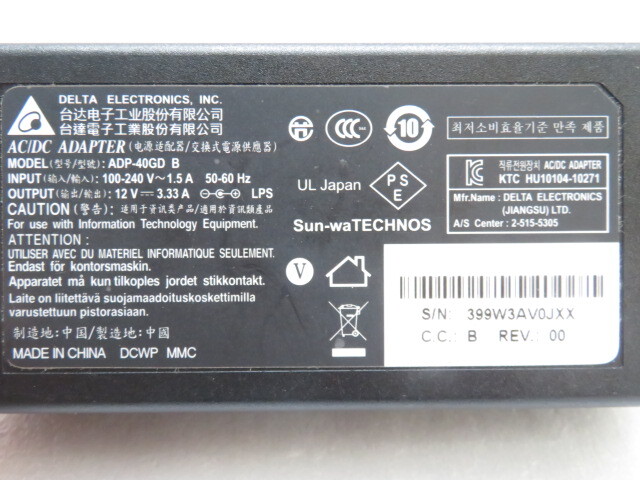 DELTA ELECTRONICS, INC.
台达电子工业股份有限公司
台達電子工業股份有限公司
AC/DC ADAPTER (电源适配器/交換式電源供應器)
MODEL (型号/型號): ADP-40GD B
INPUT (输入/輸入): 100-240 V～1.5 A 50-60 Hz
OUTPUT (输出/輸出): 12 V⎓3.33 A LPS
CAUTION (警告): 适用于资讯类产品/適用於資訊類產品
For use with Information Technology Equipment.
ATTENTION :
UTILISER AVEC DU MATERIEL INFORMATIQUE SEULEMENT.
Endast för kontorsmaskin.
Apparatet må kun tilkoples jordet stikkontakt.
Laite on liitettävä suojamaadoituskoskettimilla
varustettuun pistorasiaan.
制造地: 中国/製造地: 中國
MADE IN CHINA DCWP MMC
CCC
10
UL Japan
P
S
E
Sun-waTECHNOS
V
최저소비효율기준 만족 제품
직류전원장치 AC/DC ADAPTER
KTC HU10104-10271
Mfr.Name : DELTA ELECTRONICS
(JIANGSU) LTD.
A/S Center : 2-515-5305
S/N: 399W3AV0JXX
C.C.: B REV.: 00